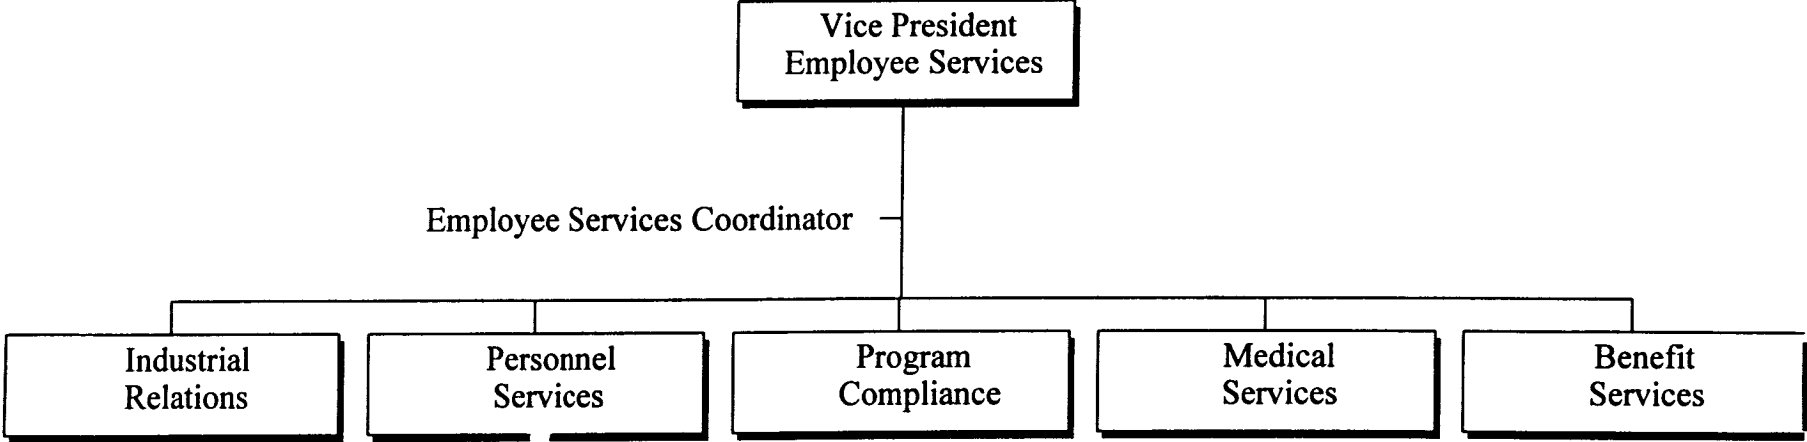 Vice President
Employee Services
Employee Services Coordinator
Industrial
Relations
Personnel
Services
Program
Compliance
Medical
Services
Benefit
Services